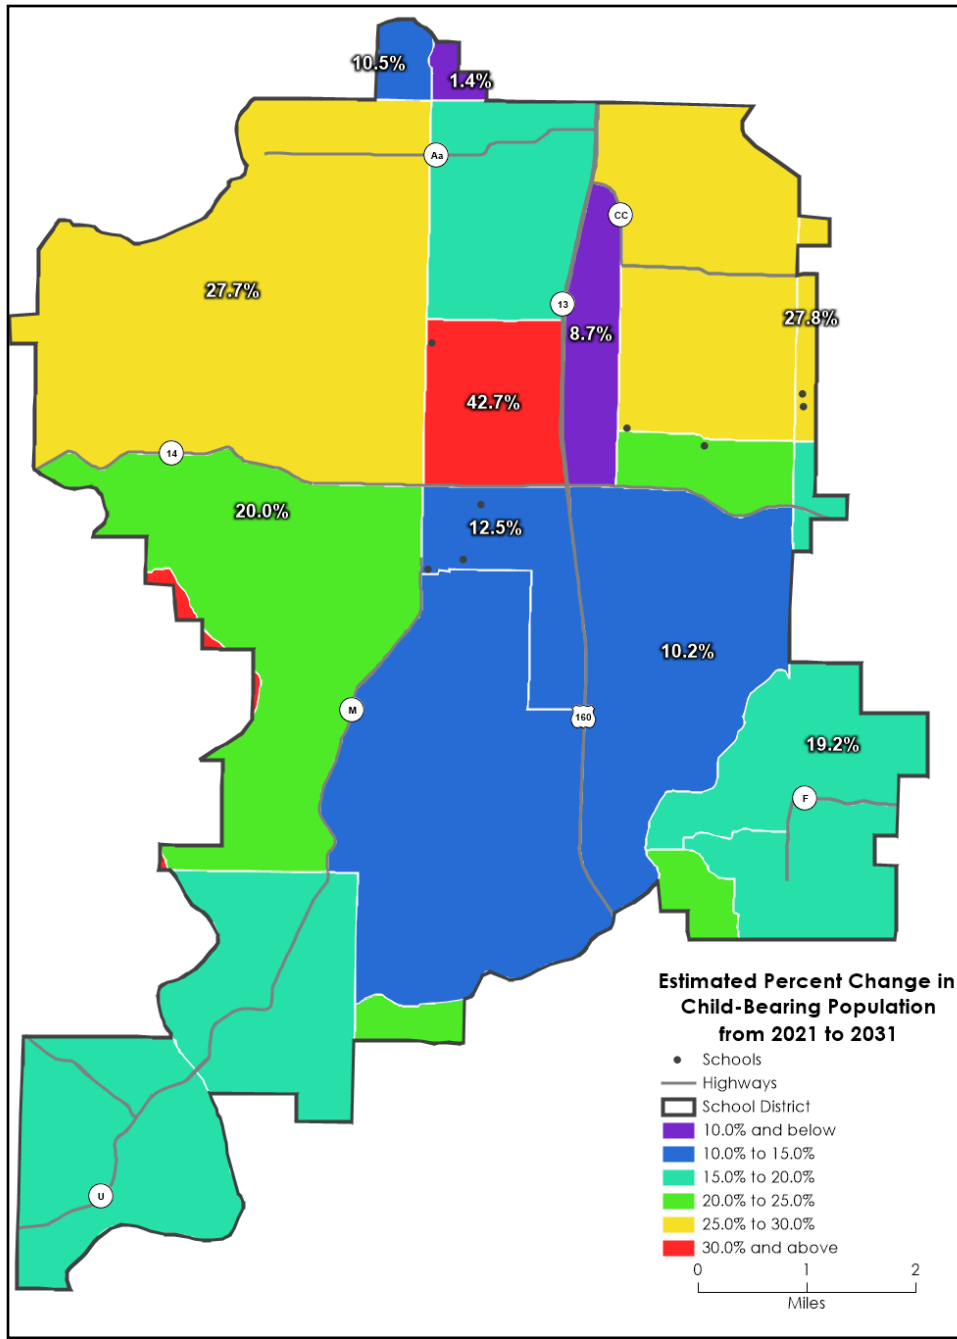 10.5%
1.4%
Aa
CC
27.7%
13
27.8%
8.7%
42.7%
14
20.0%
12.5%
10.2%
M
160
19.2%
F
Estimated Percent Change in
Child-Bearing Population
from 2021 to 2031
Schools
Highways
School District
10.0% and below
10.0% to 15.0%
15.0% to 20.0%
20.0% to 25.0%
25.0% to 30.0%
30.0% and above
U
0 1 2
Miles